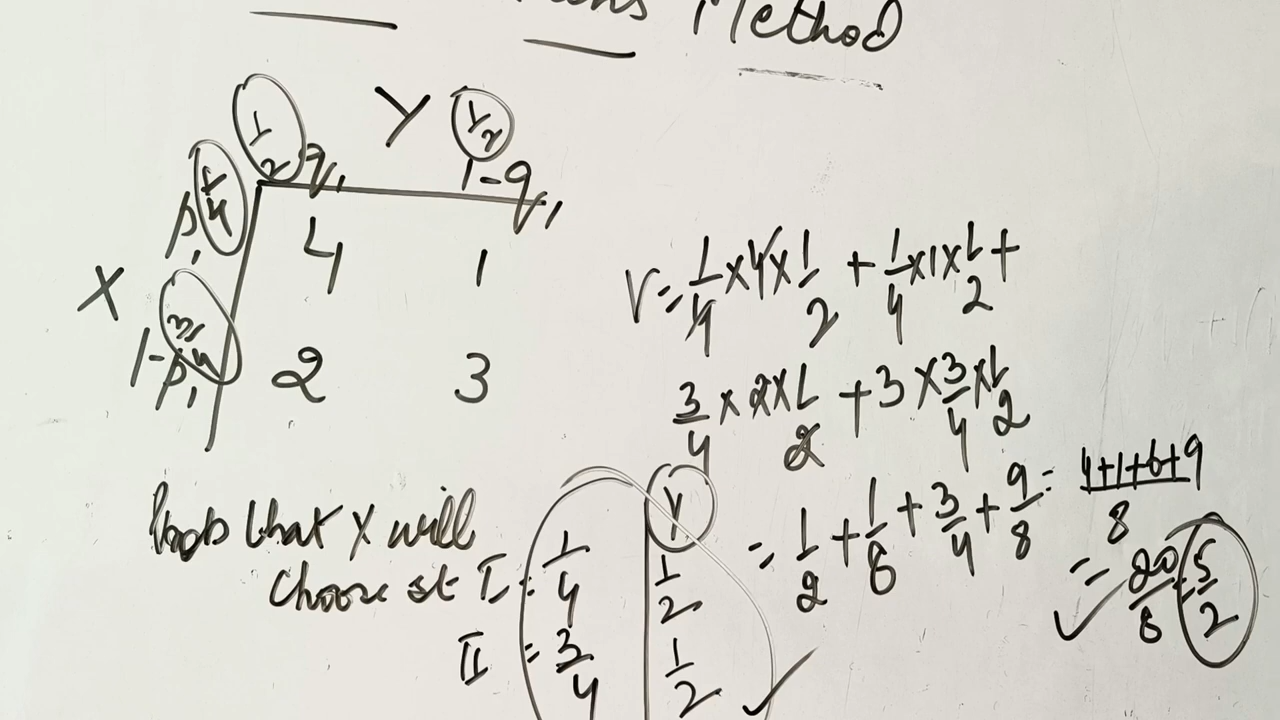 Method
1/2 Y 1/2
q₁ 1-q₁
p₁ 1/4 4 1
X
1-p₁ 3/4 2 3
V = 1/4 × 4 × 1/2 + 1/4 × 1 × 1/2 +
3/4 × 2 × 1/2 + 3 × 3/4 × 1/2
= 1/2 + 1/8 + 3/4 + 9/8 = 4+1+6+9/8
= 20/8 = 5/2
Prob that X will Y
choose st I = 1/4 1/2
II = 3/4 1/2